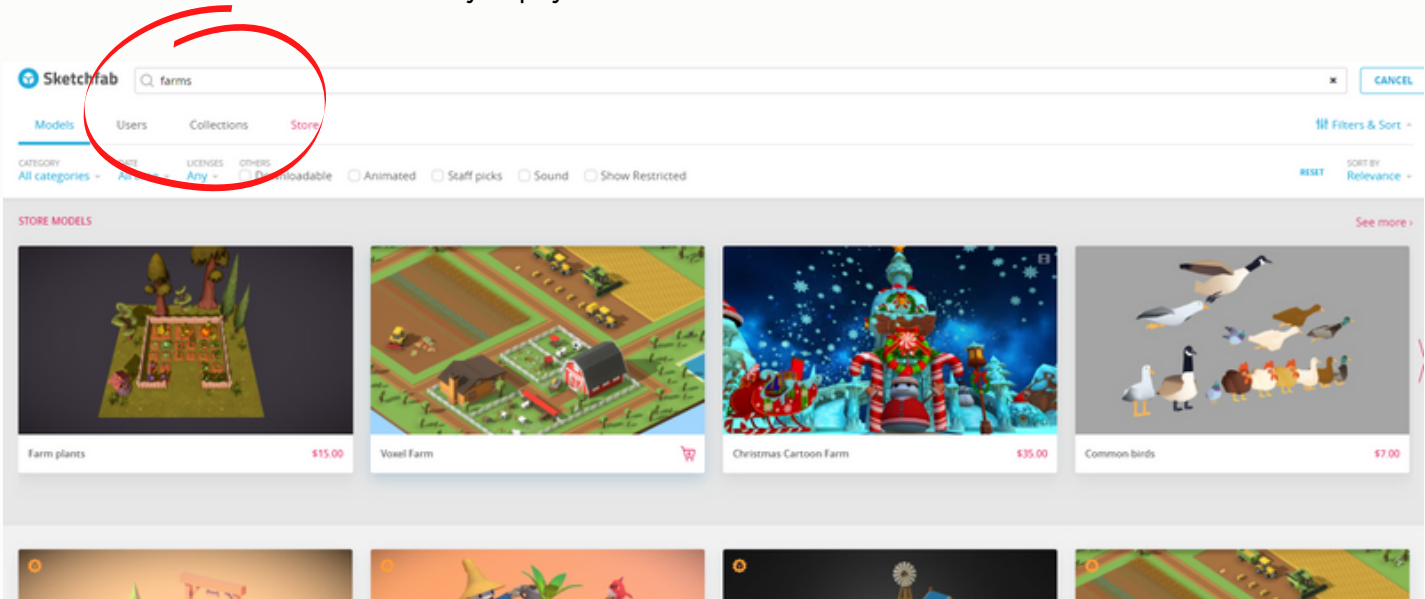 Sketchfab farms CANCEL
Models Users Collections Store Filters & Sort
CATEGORY DATE LICENSES OTHERS SORT BY
All categories Any Downloadable Animated Staff picks Sound Show Restricted RESET Relevance
STORE MODELS See more ›
Farm plants $15.00 Voxel Farm Christmas Cartoon Farm $35.00 Common birds $7.00